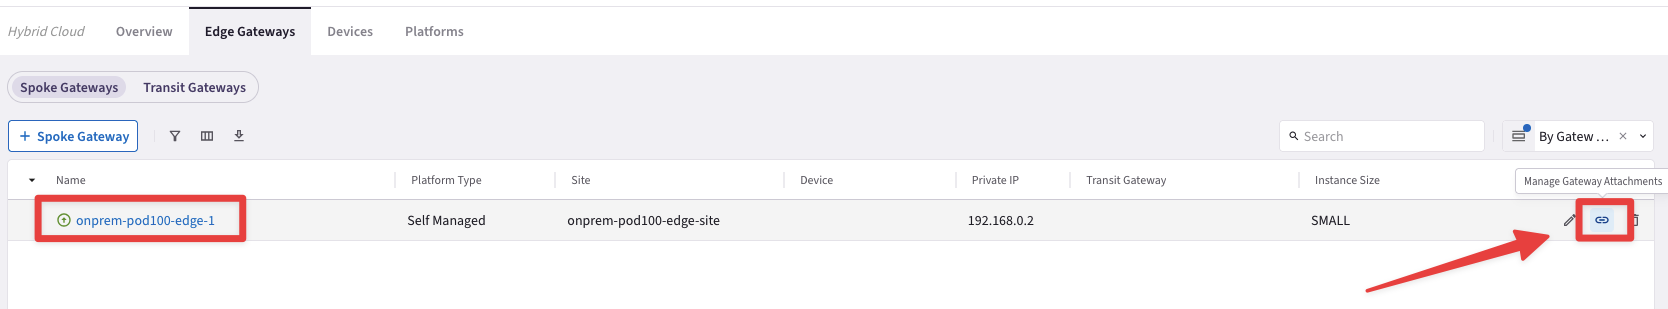 Hybrid Cloud Overview Edge Gateways Devices Platforms
Spoke Gateways Transit Gateways
+ Spoke Gateway Search By Gatew ...
Name Platform Type Site Device Private IP Transit Gateway Instance Size
Manage Gateway Attachments
onprem-pod100-edge-1 Self Managed onprem-pod100-edge-site 192.168.0.2 SMALL